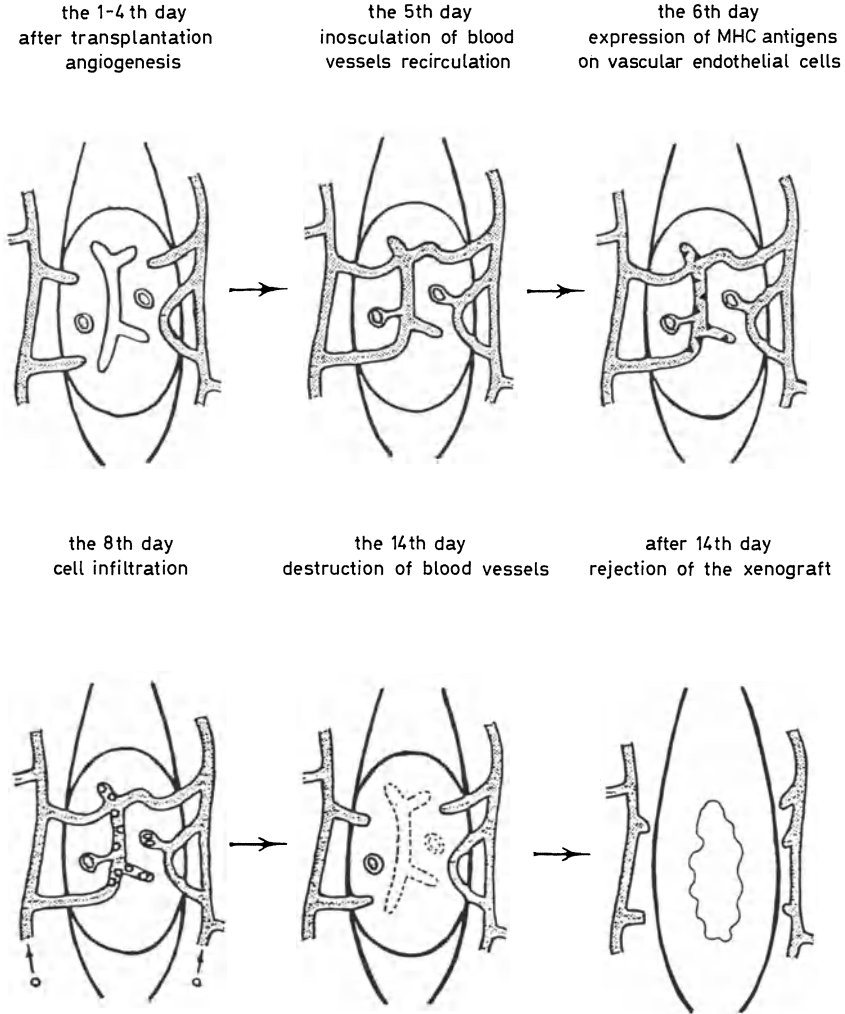 the 1-4 th day
after transplantation
angiogenesis
the 5th day
inosculation of blood
vessels recirculation
the 6th day
expression of MHC antigens
on vascular endothelial cells
the 8th day
cell infiltration
the 14th day
destruction of blood vessels
after 14th day
rejection of the xenograft